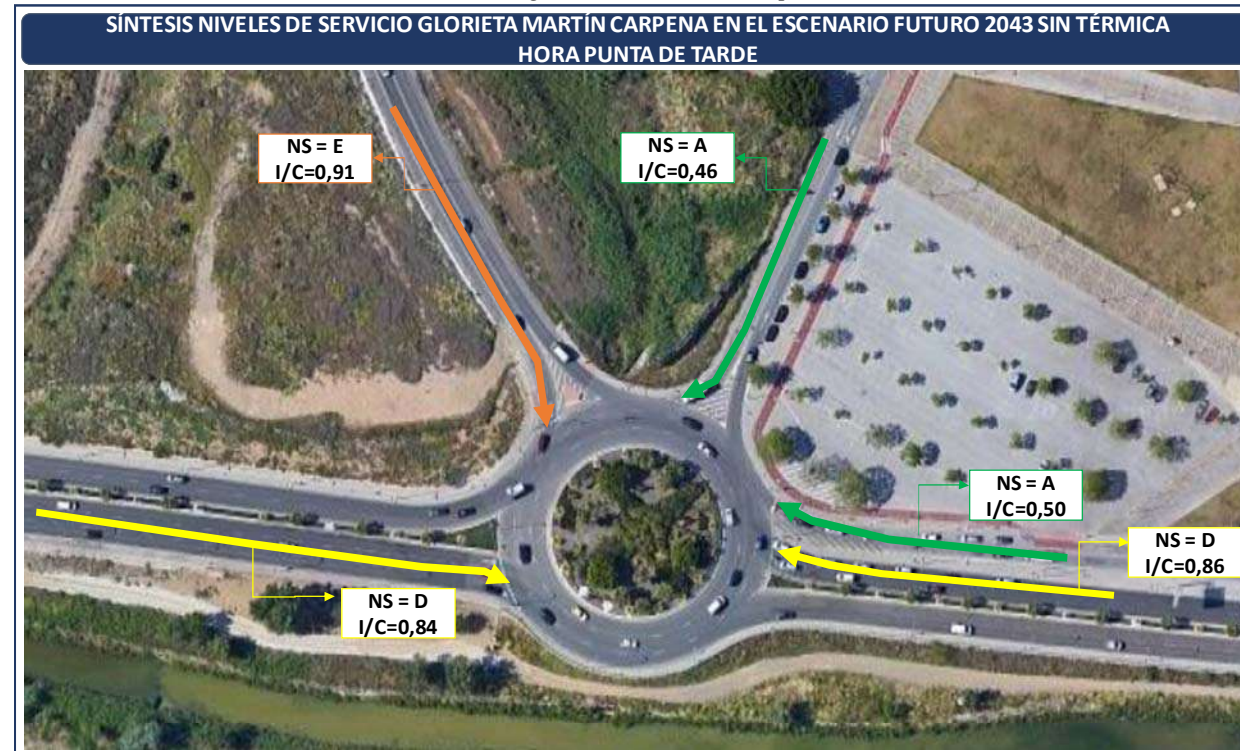 SÍNTESIS NIVELES DE SERVICIO GLORIETA MARTÍN CARPENA EN EL ESCENARIO FUTURO 2043 SIN TÉRMICA
HORA PUNTA DE TARDE
NS = E
I/C=0,91
NS = A
I/C=0,46
NS = A
I/C=0,50
NS = D
I/C=0,86
NS = D
I/C=0,84